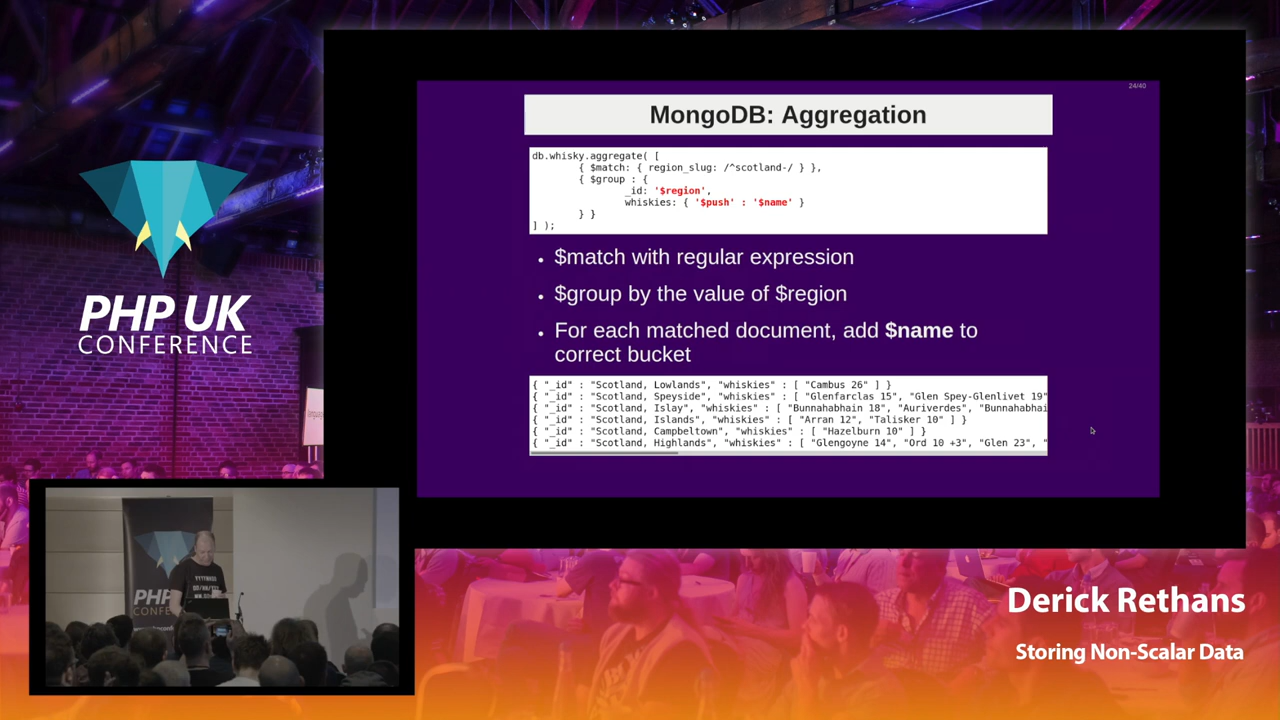 24/40
MongoDB: Aggregation
db.whisky.aggregate( [
{ $match: { region_slug: /^scotland-/ } },
{ $group : {
_id: '$region',
whiskies: { '$push' : '$name' }
} }
] );
• $match with regular expression
• $group by the value of $region
• For each matched document, add $name to
correct bucket
{ "_id" : "Scotland, Lowlands", "whiskies" : [ "Cambus 26" ] }
{ "_id" : "Scotland, Speyside", "whiskies" : [ "Glenfarclas 15", "Glen Spey-Glenlivet 19"
{ "_id" : "Scotland, Islay", "whiskies" : [ "Bunnahabhain 18", "Auriverdes", "Bunnahabhai
{ "_id" : "Scotland, Islands", "whiskies" : [ "Arran 12", "Talisker 10" ] }
{ "_id" : "Scotland, Campbeltown", "whiskies" : [ "Hazelburn 10" ] }
{ "_id" : "Scotland, Highlands", "whiskies" : [ "Glengoyne 14", "Ord 10 +3", "Glen 23", "
PHP UK
CONFERENCE
PHP
CONFE
YYYYMMDD
Derick Rethans
Storing Non-Scalar Data